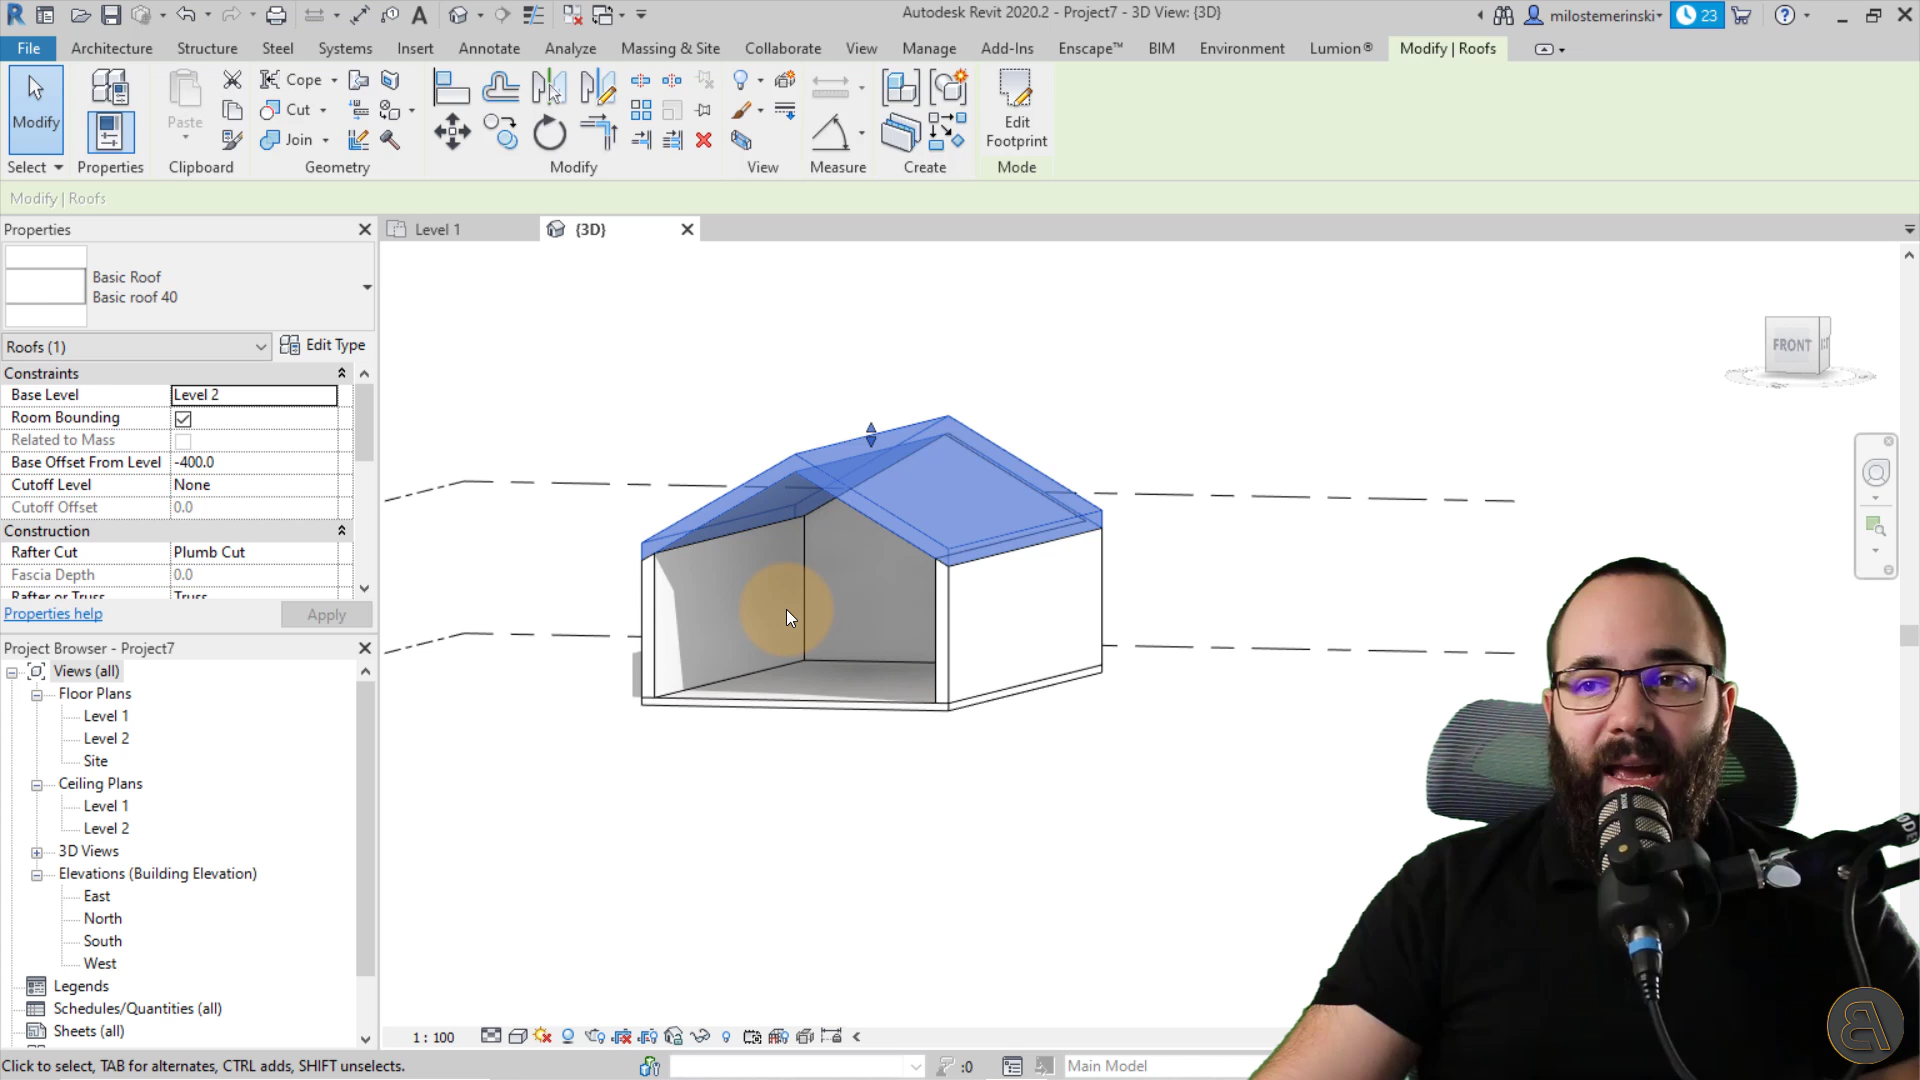 Autodesk Revit 2020.2 - Project7 - 3D View: {3D}
milostemerinski
23
File Architecture Structure Steel Systems Insert Annotate Analyze Massing & Site Collaborate View Manage Add-Ins Enscape™ BIM Environment Lumion® Modify | Roofs
Cope
Cut
Join
Modify
Paste
Edit
Footprint
Select Properties Clipboard Geometry Modify View Measure Create Mode
Modify | Roofs
Properties
Level 1
{3D}
Basic Roof
Basic roof 40
Roofs (1)
Edit Type
Constraints
Base Level Level 2
Room Bounding
Related to Mass
Base Offset From Level -400.0
Cutoff Level None
Cutoff Offset 0.0
Construction
Rafter Cut Plumb Cut
Fascia Depth 0.0
Rafter or Truss Truss
Properties help
Apply
FRONT
Project Browser - Project7
Views (all)
Floor Plans
Level 1
Level 2
Site
Ceiling Plans
Level 1
Level 2
3D Views
Elevations (Building Elevation)
East
North
South
West
Legends
Schedules/Quantities (all)
Sheets (all)
1 : 100
Click to select, TAB for alternates, CTRL adds, SHIFT unselects.
:0
Main Model